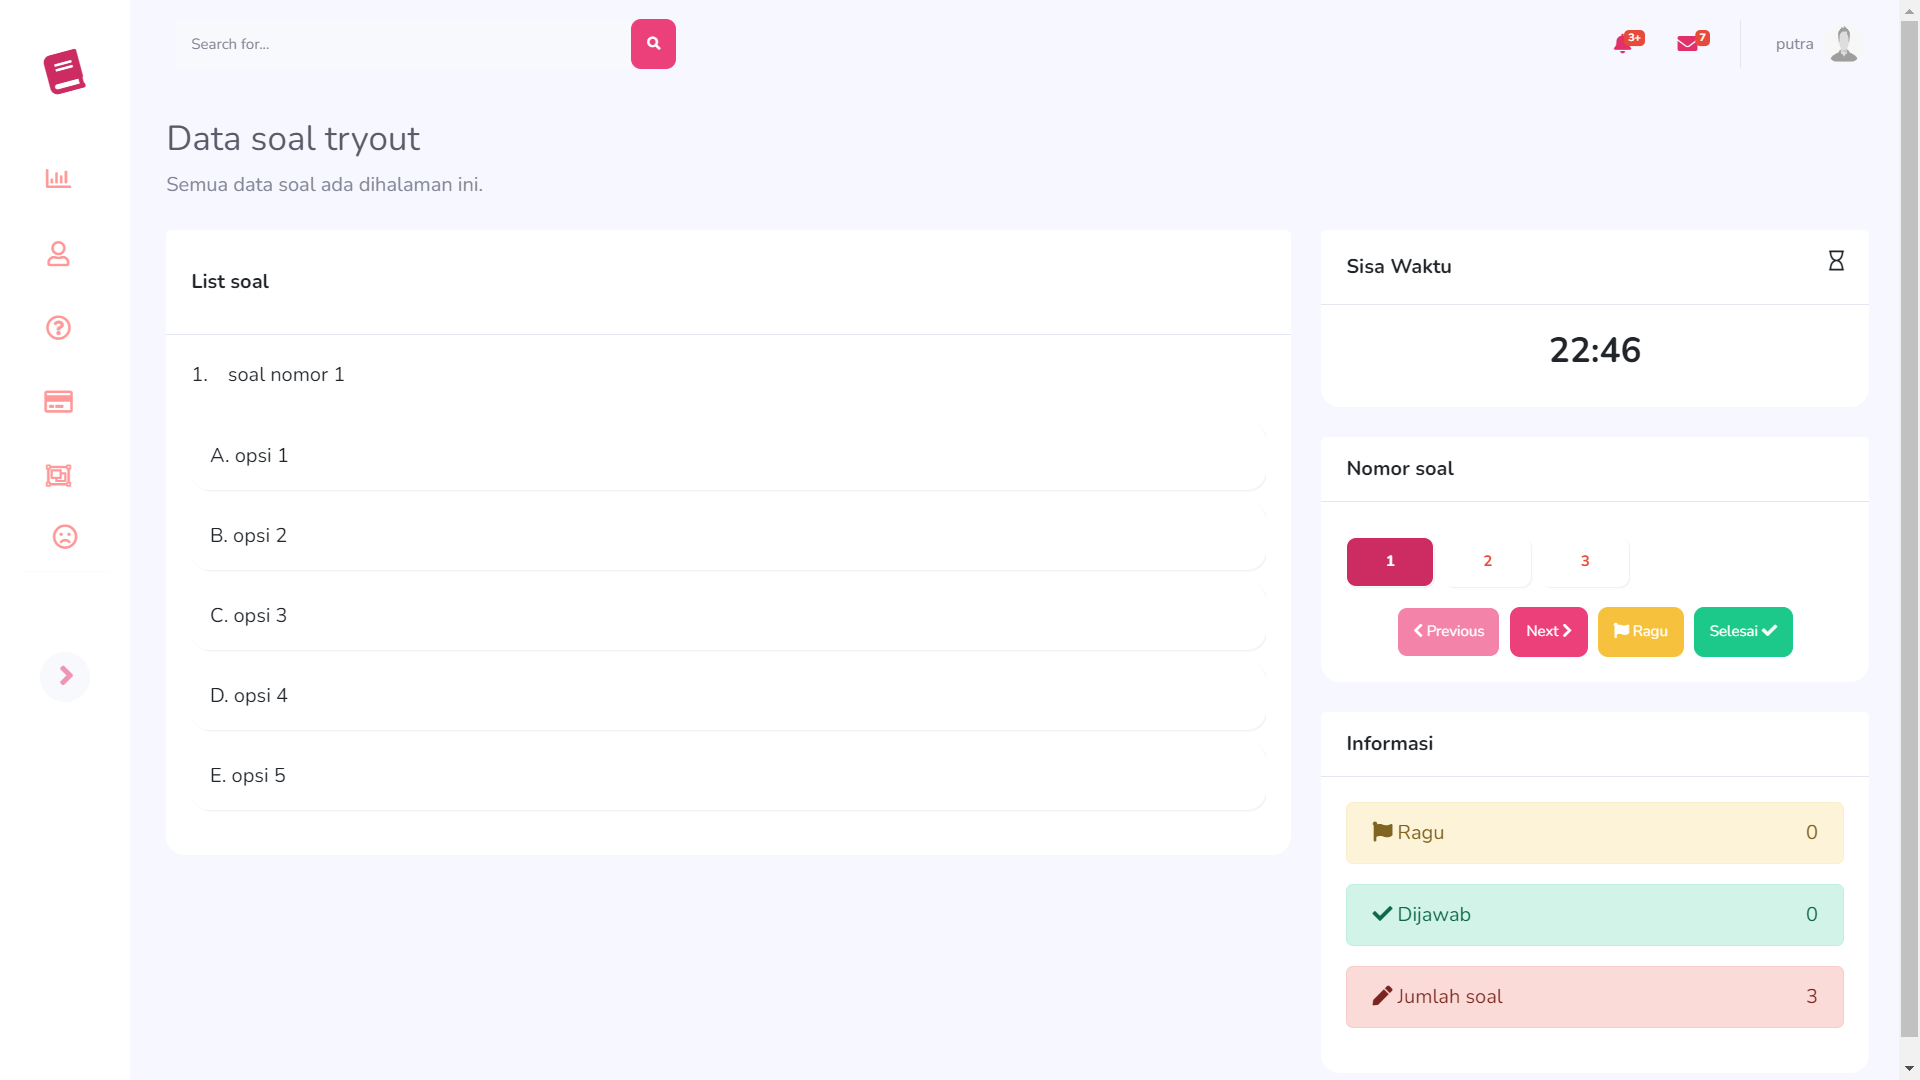 Search for...
3+
7
putra
Data soal tryout
Semua data soal ada dihalaman ini.
List soal
1. soal nomor 1
A. opsi 1
B. opsi 2
C. opsi 3
D. opsi 4
E. opsi 5
Sisa Waktu
22:46
Nomor soal
1 2 3
Previous Next Ragu Selesai
Informasi
Ragu 0
Dijawab 0
Jumlah soal 3